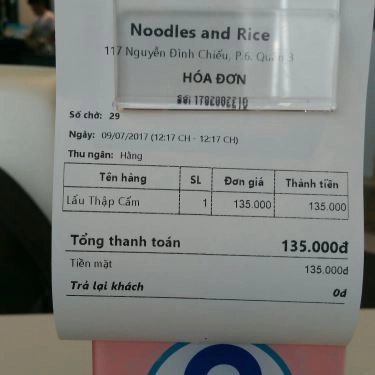 Noodles and Rice
117 Nguyễn Đình Chiểu, P.6. Quận 3
HÓA ĐƠN
Số chờ: 29
Ngày: 09/07/2017 (12:17 CH - 12:17 CH)
Thu ngân: Hằng
Tên hàng SL Đơn giá Thành tiền
Lẩu Thập Cẩm 1 135.000 135.000
Tổng thanh toán 135.000đ
Tiền mặt 135.000đ
Trả lại khách 0đ